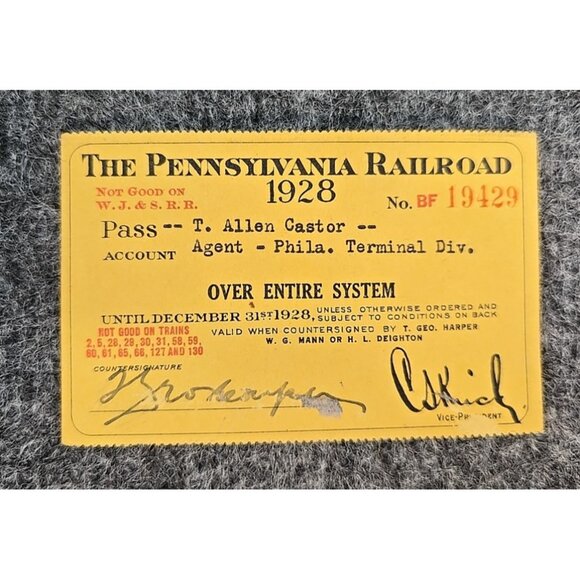 THE PENNSYLVANIA RAILROAD
NOT GOOD ON
W. J. & S. R. R.
1928
No. BF 19429
Pass -- T. Allen Castor --
ACCOUNT Agent - Phila. Terminal Div.
OVER ENTIRE SYSTEM
UNTIL DECEMBER 31ST 1928, UNLESS OTHERWISE ORDERED AND
SUBJECT TO CONDITIONS ON BACK
NOT GOOD ON TRAINS
2, 5, 28, 29, 30, 31, 58, 59,
60, 61, 65, 66, 127 AND 130
VALID WHEN COUNTERSIGNED BY T. GEO. HARPER
W. G. MANN OR H. L. DEIGHTON
COUNTERSIGNATURE
VICE-PRESIDENT